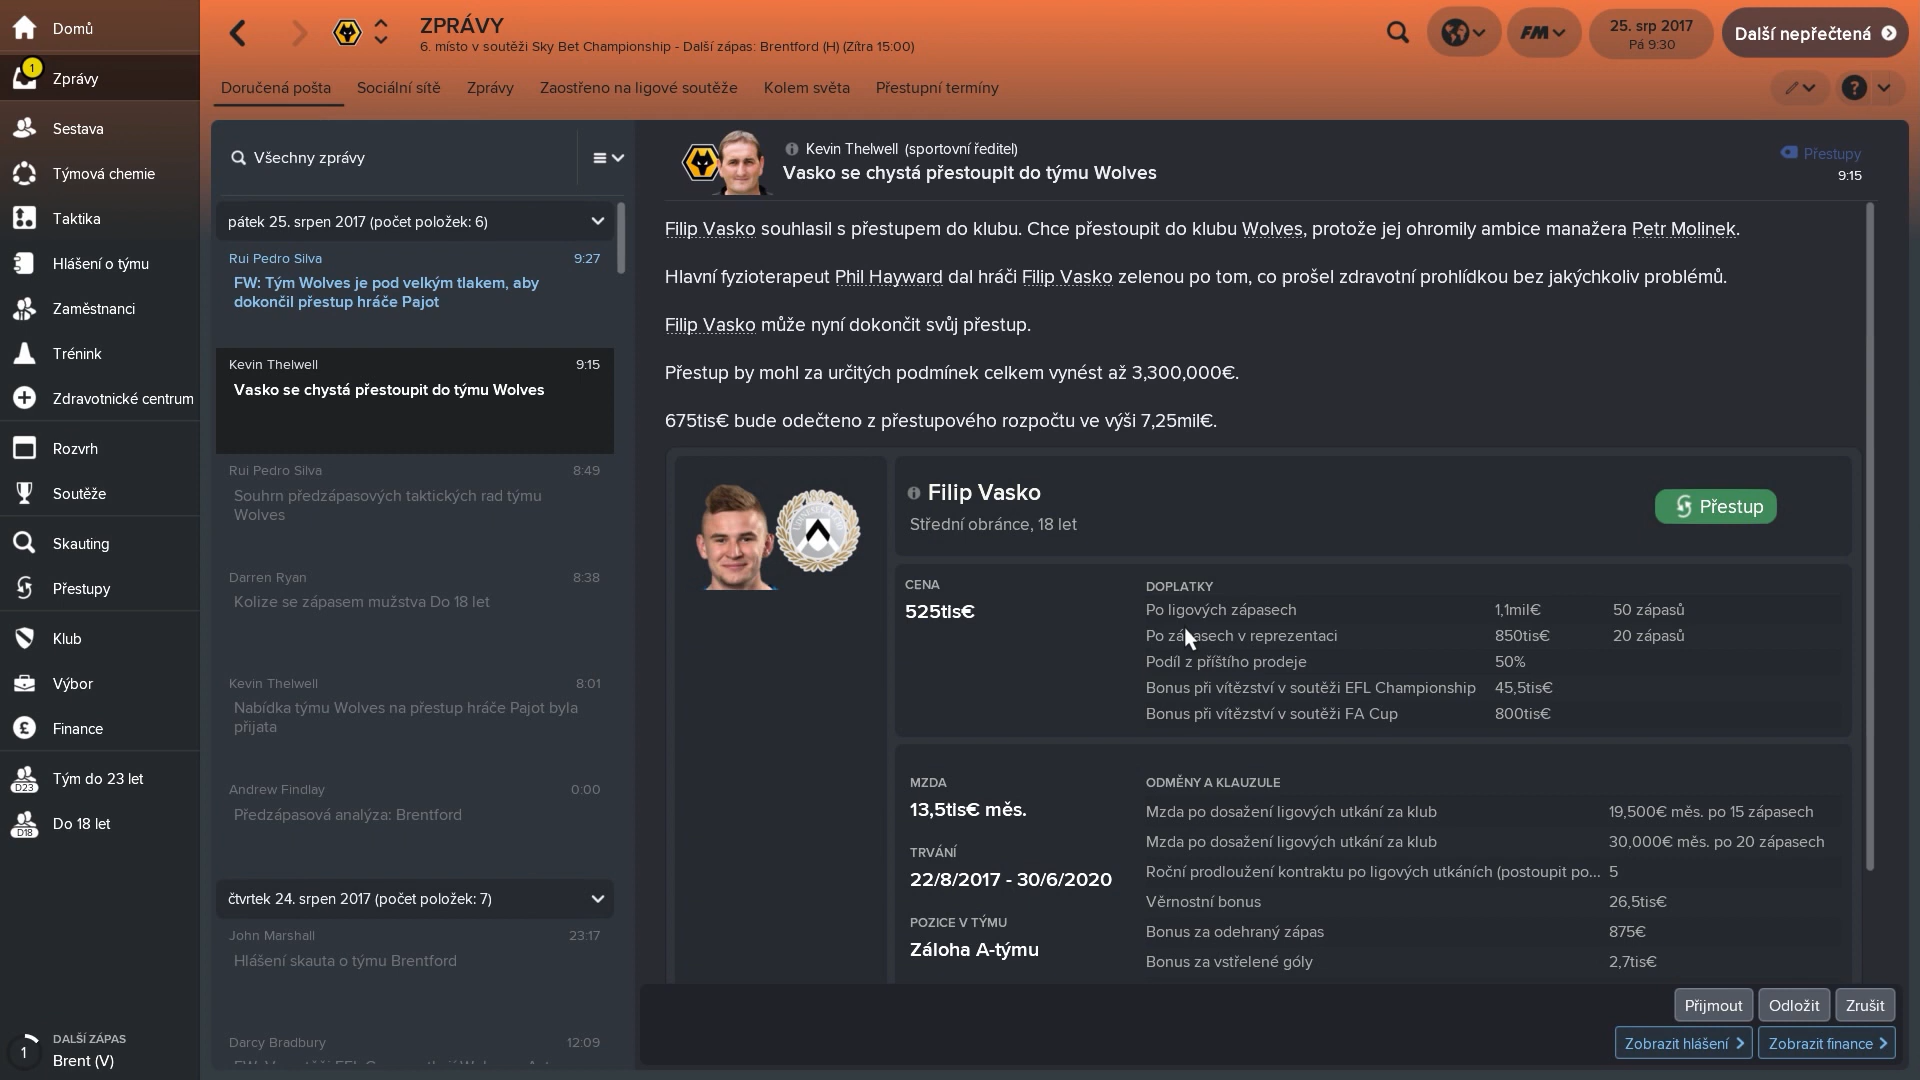 Domů
1
Zprávy
Sestava
Týmová chemie
Taktika
Hlášení o týmu
Zaměstnanci
Trénink
Zdravotnické centrum
Rozvrh
Soutěže
Skauting
Přestupy
Klub
Výbor
Finance
D23
Tým do 23 let
D18
Do 18 let
DALŠÍ ZÁPAS
1
Brent (V)
ZPRÁVY
6. místo v soutěži Sky Bet Championship - Další zápas: Brentford (H) (Zítra 15:00)
FM
25. srp 2017
Pá 9:30
Další nepřečtená
Doručená pošta
Sociální sítě
Zprávy
Zaostřeno na ligové soutěže
Kolem světa
Přestupní termíny
?
Všechny zprávy
pátek 25. srpen 2017 (počet položek: 6)
Rui Pedro Silva 9:27
FW: Tým Wolves je pod velkým tlakem, aby
dokončil přestup hráče Pajot
Kevin Thelwell 9:15
Vasko se chystá přestoupit do týmu Wolves
Rui Pedro Silva 8:49
Souhrn předzápasových taktických rad týmu
Wolves
Darren Ryan 8:38
Kolize se zápasem mužstva Do 18 let
Kevin Thelwell 8:01
Nabídka týmu Wolves na přestup hráče Pajot byla
přijata
Andrew Findlay 0:00
Předzápasová analýza: Brentford
čtvrtek 24. srpen 2017 (počet položek: 7)
John Marshall 23:17
Hlášení skauta o týmu Brentford
Darcy Bradbury 12:09
Kevin Thelwell (sportovní ředitel)
Vasko se chystá přestoupit do týmu Wolves
Přestupy
9:15
Filip Vasko souhlasil s přestupem do klubu. Chce přestoupit do klubu Wolves, protože jej ohromily ambice manažera Petr Molinek.
Hlavní fyzioterapeut Phil Hayward dal hráči Filip Vasko zelenou po tom, co prošel zdravotní prohlídkou bez jakýchkoliv problémů.
Filip Vasko může nyní dokončit svůj přestup.
Přestup by mohl za určitých podmínek celkem vynést až 3,300,000€.
675tis€ bude odečteno z přestupového rozpočtu ve výši 7,25mil€.
Filip Vasko
Střední obránce, 18 let
Přestup
CENA
525tis€
DOPLATKY
Po ligových zápasech 1,1mil€ 50 zápasů
Po zápasech v reprezentaci 850tis€ 20 zápasů
Podíl z příštího prodeje 50%
Bonus při vítězství v soutěži EFL Championship 45,5tis€
Bonus při vítězství v soutěži FA Cup 800tis€
MZDA
13,5tis€ měs.
TRVÁNÍ
22/8/2017 - 30/6/2020
POZICE V TÝMU
Záloha A-týmu
ODMĚNY A KLAUZULE
Mzda po dosažení ligových utkání za klub 19,500€ měs. po 15 zápasech
Mzda po dosažení ligových utkání za klub 30,000€ měs. po 20 zápasech
Roční prodloužení kontraktu po ligových utkáních (postoupit po... 5
Věrnostní bonus 26,5tis€
Bonus za odehraný zápas 875€
Bonus za vstřelené góly 2,7tis€
Přijmout
Odložit
Zrušit
Zobrazit hlášení
Zobrazit finance